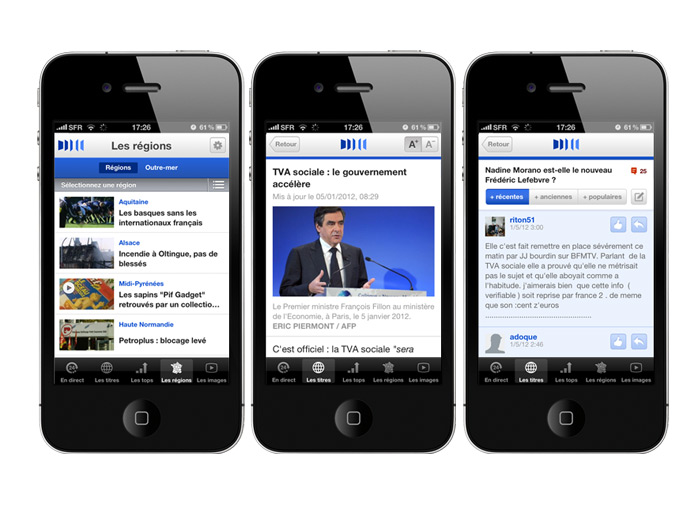 SFR 17:26 61 %
Les régions
Régions Outre-mer
Sélectionnez une région
Aquitaine
Les basques sans les
internationaux français
Alsace
Incendie à Oltingue, pas de
blessés
Midi-Pyrénées
Les sapins "Pif Gadget"
retrouvés par un collectio...
Haute Normandie
Petroplus : blocage levé
24
En direct Les titres Les tops Les régions Les images
SFR 17:26 61 %
Retour A+ A-
TVA sociale : le gouvernement
accélère
Mis à jour le 05/01/2012, 08:29
Le Premier ministre François Fillon au ministère
de l'Economie, à Paris, le 5 janvier 2012.
ERIC PIERMONT / AFP
C'est officiel : la TVA sociale "sera
24
En direct Les titres Les tops Les régions Les images
SFR 17:26 61 %
Retour
Nadine Morano est-elle le nouveau
Frédéric Lefebvre ?
25
+ récentes + anciennes + populaires
riton51
1/5/12 3:00
Elle c'est fait remettre en place sévèrement ce
matin par JJ bourdin sur BFMTV. Parlant de la
TVA sociale elle a prouvé qu'elle ne métrisait
pas le sujet et qu'elle aboyait comme a
l'habitude. j'aimerais bien que cette info (
verifiable ) soit reprise par france 2 . de meme
que son :cent z'euros
.............................................
adoque
1/5/12 2:46
24
En direct Les titres Les tops Les régions Les images